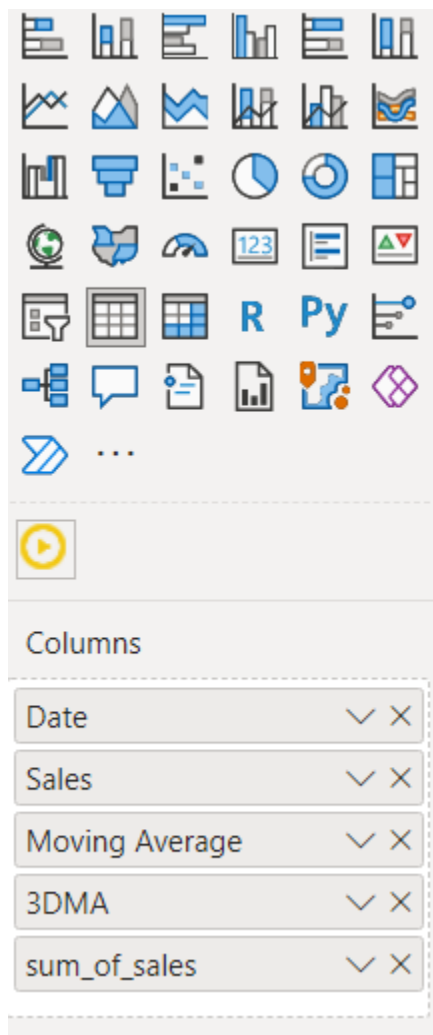 123
R Py
...
Columns
Date
Sales
Moving Average
3DMA
sum_of_sales